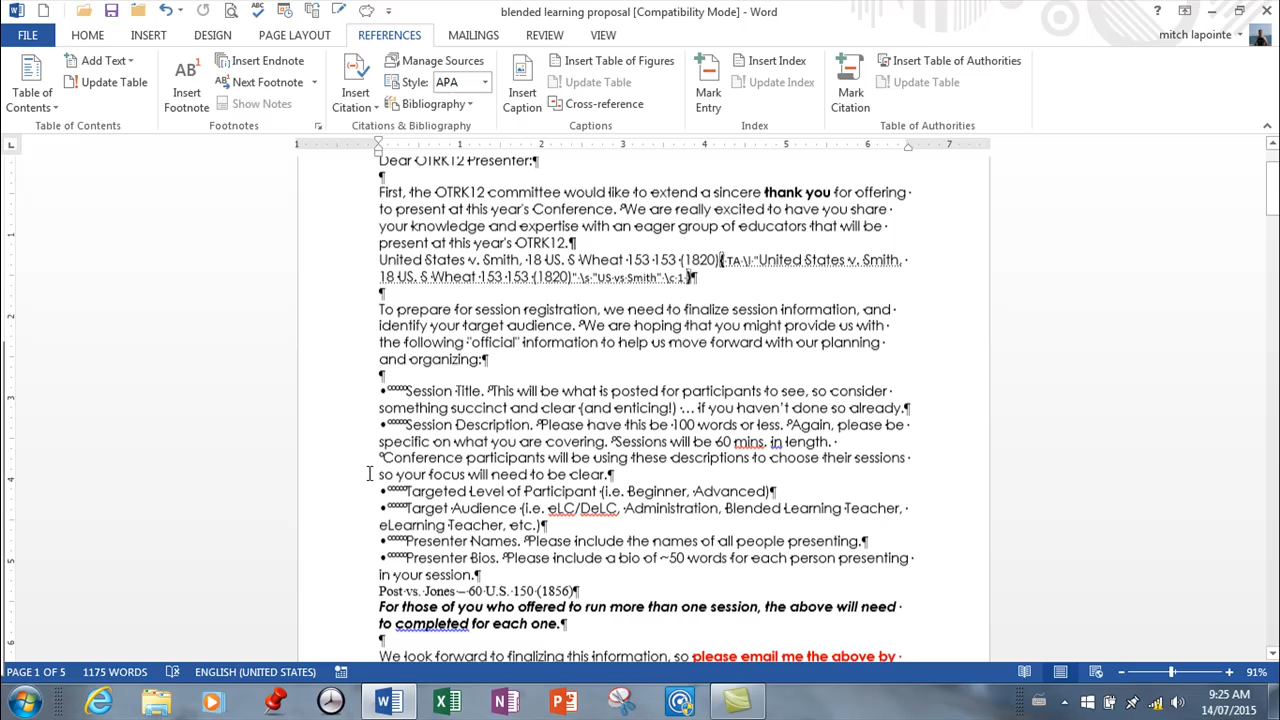 blended learning proposal [Compatibility Mode] - Word
FILE HOME INSERT DESIGN PAGE LAYOUT REFERENCES MAILINGS REVIEW VIEW mitch lapointe
Table of Contents
Add Text
Update Table
Table of Contents
AB¹
Insert Footnote
Insert Endnote
Next Footnote
Show Notes
Footnotes
Insert Citation
Manage Sources
Style: APA
Bibliography
Citations & Bibliography
Insert Caption
Insert Table of Figures
Update Table
Cross-reference
Captions
Mark Entry
Insert Index
Update Index
Index
Mark Citation
Insert Table of Authorities
Update Table
Table of Authorities
1 1 2 3 4 5 6 7
Dear OTRK12 Presenter:¶
¶
First, the OTRK12 committee would like to extend a sincere thank you for offering
to present at this year's Conference. We are really excited to have you share
your knowledge and expertise with an eager group of educators that will be
present at this year's OTRK12.¶
United States v. Smith, 18 US. S Wheat 153 153 (1820){ TA \l "United States v. Smith,
18 US. S Wheat 153 153 (1820)" \s "US vs Smith" \c 1 }¶
¶
To prepare for session registration, we need to finalize session information, and
identify your target audience. We are hoping that you might provide us with
the following "official" information to help us move forward with our planning
and organizing:¶
¶
•Session Title. This will be what is posted for participants to see, so consider
something succinct and clear (and enticing!) … if you haven't done so already.¶
•Session Description. Please have this be 100 words or less. Again, please be
specific on what you are covering. Sessions will be 60 mins. in length.
Conference participants will be using these descriptions to choose their sessions
so your focus will need to be clear.¶
•Targeted Level of Participant (i.e. Beginner, Advanced)¶
•Target Audience (i.e. eLC/DeLC, Administration, Blended Learning Teacher,
eLearning Teacher, etc.)¶
•Presenter Names. Please include the names of all people presenting.¶
•Presenter Bios. Please include a bio of ~50 words for each person presenting
in your session.¶
Post vs. Jones – 60 U.S. 150 (1856)¶
For those of you who offered to run more than one session, the above will need
to completed for each one.¶
¶
We look forward to finalizing this information, so please email me the above by
PAGE 1 OF 5 1175 WORDS ENGLISH (UNITED STATES) 91%
9:25 AM
14/07/2015